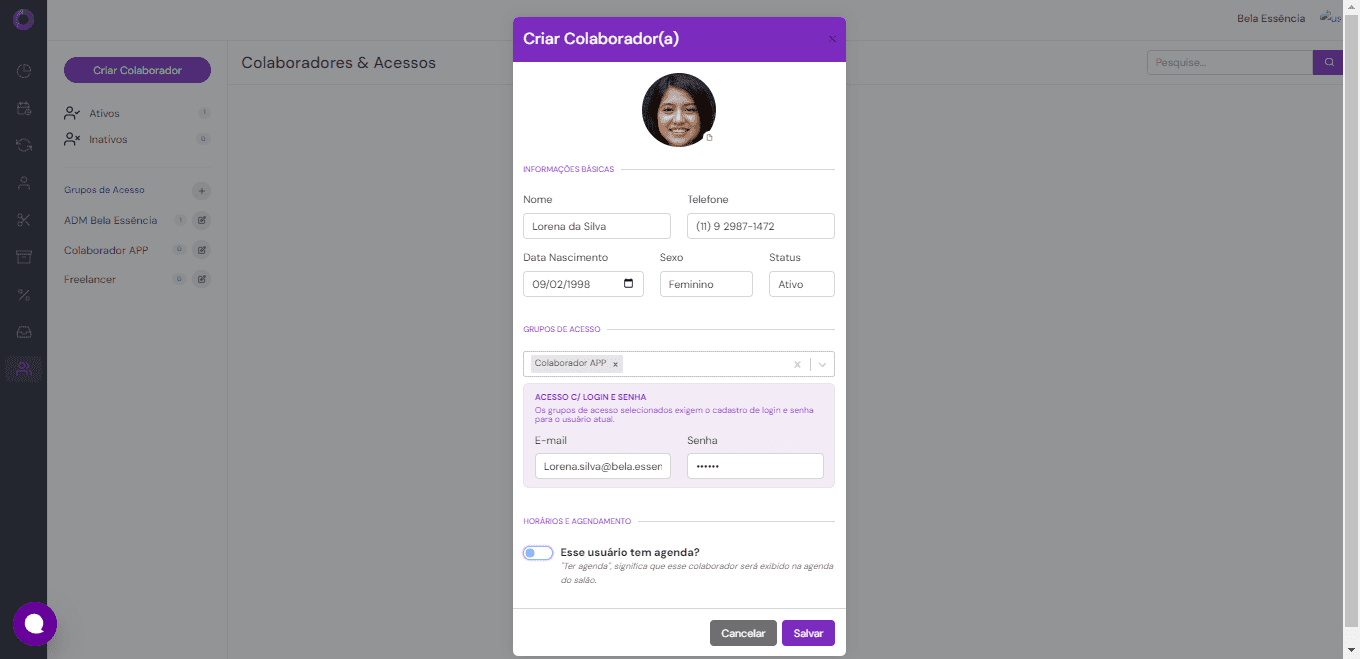 Bela Essência
Criar Colaborador
Colaboradores & Acessos
Pesquise...
Ativos 1
Inativos 0
Grupos de Acesso +
ADM Bela Essência 1
Colaborador APP 0
Freelancer 0
Criar Colaborador(a) ×
INFORMAÇÕES BÁSICAS
Nome Telefone
Lorena da Silva (11) 9 2987-1472
Data Nascimento Sexo Status
09/02/1998 Feminino Ativo
GRUPOS DE ACESSO
Colaborador APP ×
ACESSO C/ LOGIN E SENHA
Os grupos de acesso selecionados exigem o cadastro de login e senha
para o usuário atual.
E-mail Senha
Lorena.silva@bela.essen ••••••
HORÁRIOS E AGENDAMENTO
Esse usuário tem agenda?
"Ter agenda", significa que esse colaborador será exibido na agenda
do salão.
Cancelar Salvar